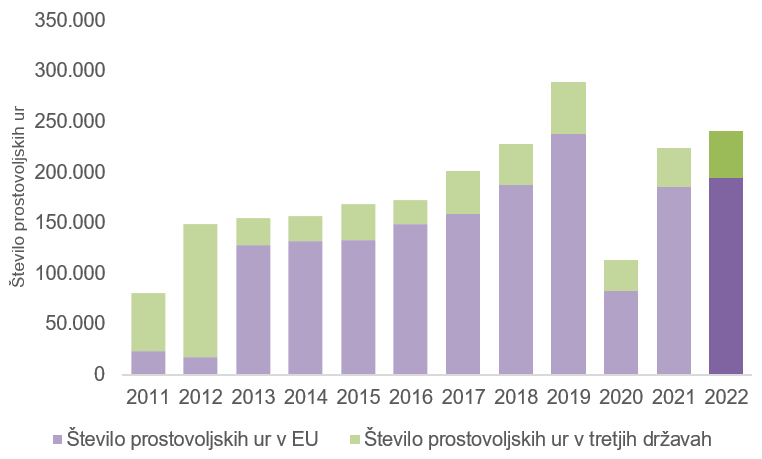 350.000
300.000
250.000
200.000
150.000
100.000
50.000
0
Število prostovoljskih ur
2011 2012 2013 2014 2015 2016 2017 2018 2019 2020 2021 2022
Število prostovoljskih ur v EU Število prostovoljskih ur v tretjih državah